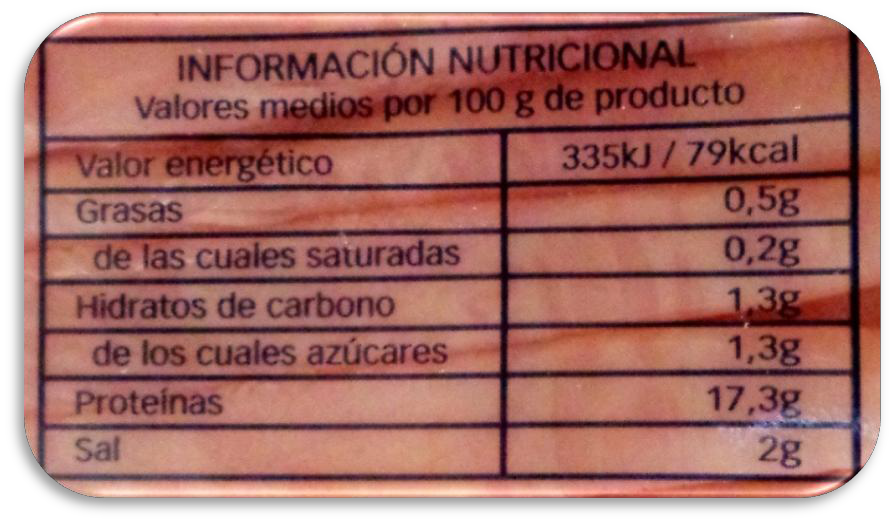 INFORMACIÓN NUTRICIONAL
Valores medios por 100 g de producto
Valor energético 335kJ / 79kcal
Grasas 0,5g
de las cuales saturadas 0,2g
Hidratos de carbono 1,3g
de los cuales azúcares 1,3g
Proteínas 17,3g
Sal 2g